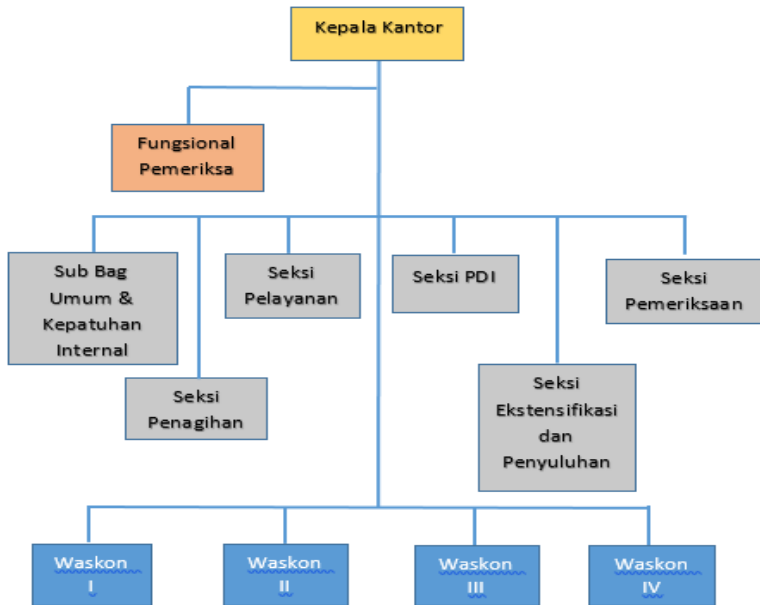 Kepala Kantor
Fungsional
Pemeriksa
Sub Bag
Umum &
Kepatuhan
Internal
Seksi
Penagihan
Seksi
Pelayanan
Seksi PDI
Seksi
Ekstensifikasi
dan
Penyuluhan
Seksi
Pemeriksaan
Waskon
I
Waskon
II
Waskon
III
Waskon
IV